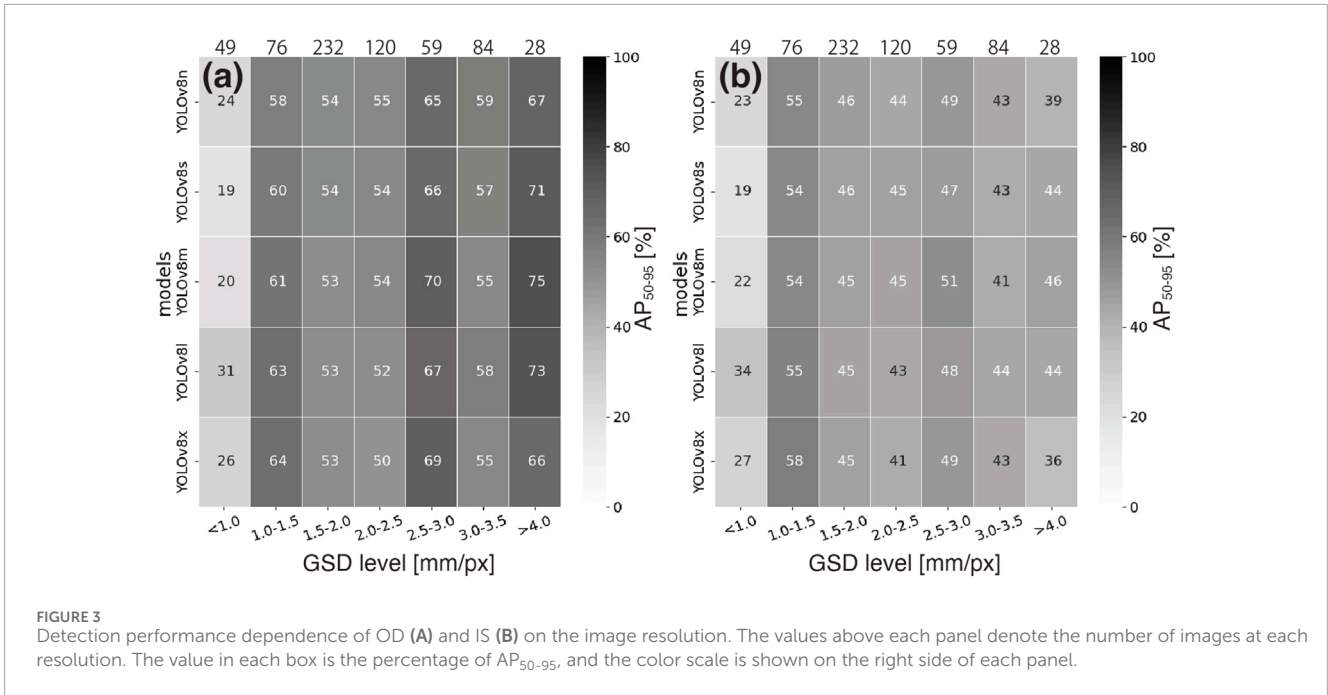 49 76 232 120 59 84 28
(a)
YOLOv8n 24 58 54 55 65 59 67
YOLOv8s 19 60 54 54 66 57 71
YOLOv8m 20 61 53 54 70 55 75
YOLOv8l 31 63 53 52 67 58 73
YOLOv8x 26 64 53 50 69 55 66
models
<1.0 1.0-1.5 1.5-2.0 2.0-2.5 2.5-3.0 3.0-3.5 >4.0
GSD level [mm/px]
100
80
60
40
20
0
AP50-95 [%]
49 76 232 120 59 84 28
(b)
YOLOv8n 23 55 46 44 49 43 39
YOLOv8s 19 54 46 45 47 43 44
YOLOv8m 22 54 45 45 51 41 46
YOLOv8l 34 55 45 43 48 44 44
YOLOv8x 27 58 45 41 49 43 36
models
<1.0 1.0-1.5 1.5-2.0 2.0-2.5 2.5-3.0 3.0-3.5 >4.0
GSD level [mm/px]
100
80
60
40
20
0
AP50-95 [%]
FIGURE 3
Detection performance dependence of OD (A) and IS (B) on the image resolution. The values above each panel denote the number of images at each
resolution. The value in each box is the percentage of AP50-95, and the color scale is shown on the right side of each panel.